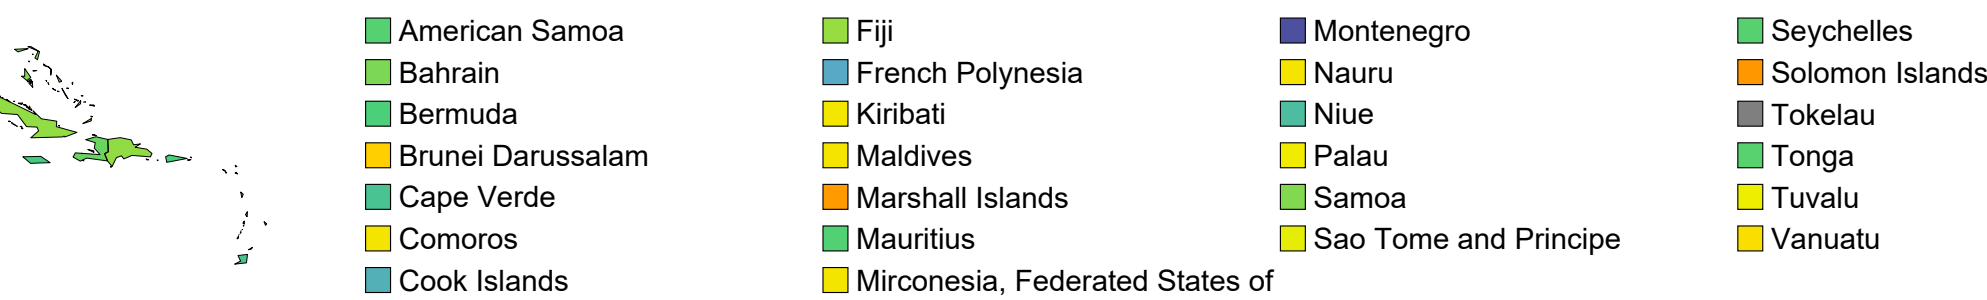 American Samoa
Bahrain
Bermuda
Brunei Darussalam
Cape Verde
Comoros
Cook Islands
Fiji
French Polynesia
Kiribati
Maldives
Marshall Islands
Mauritius
Mirconesia, Federated States of
Montenegro
Nauru
Niue
Palau
Samoa
Sao Tome and Principe
Seychelles
Solomon Islands
Tokelau
Tonga
Tuvalu
Vanuatu